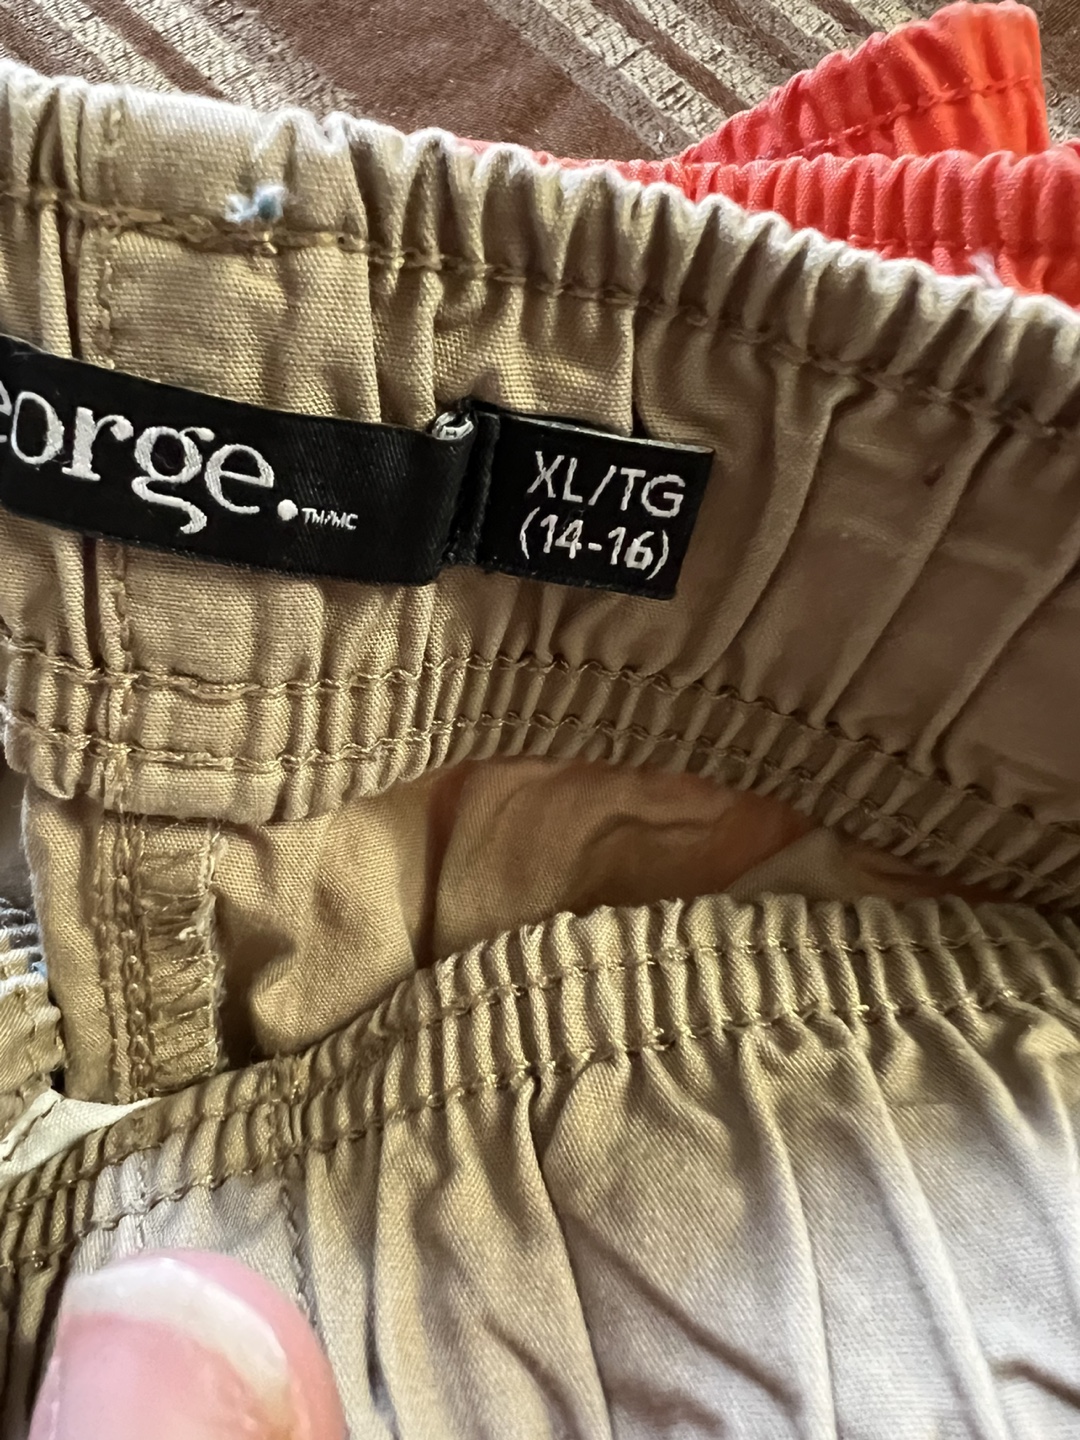 eorge.
TM/MC
XL/TG
(14-16)